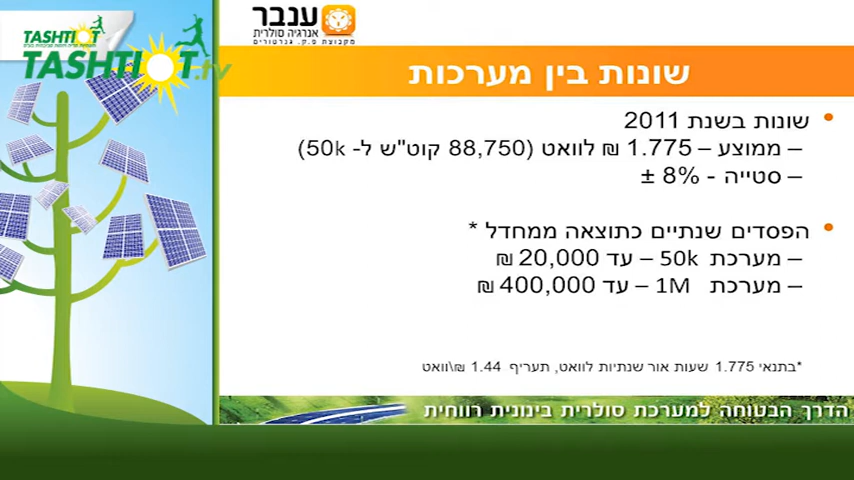 TASHTIOT
TASHTIOT.tv
ענבר
אנרגיה סולרית
מקבוצת ס.ק. גנרטורים
שונות בין מערכות
• שונות בשנת 2011
– ממוצע – 1.775 ₪ לוואט (88,750 קוט"ש ל- 50k)
– סטייה - 8% ±
• הפסדים שנתיים כתוצאה ממחדל *
– מערכת 50k – עד 20,000 ₪
– מערכת 1M – עד 400,000 ₪
*בתנאי 1.775 שעות אור שנתיות לוואט, תעריף 1.44 ₪\וואט
הדרך הבטוחה למערכת סולרית בינונית רווחית